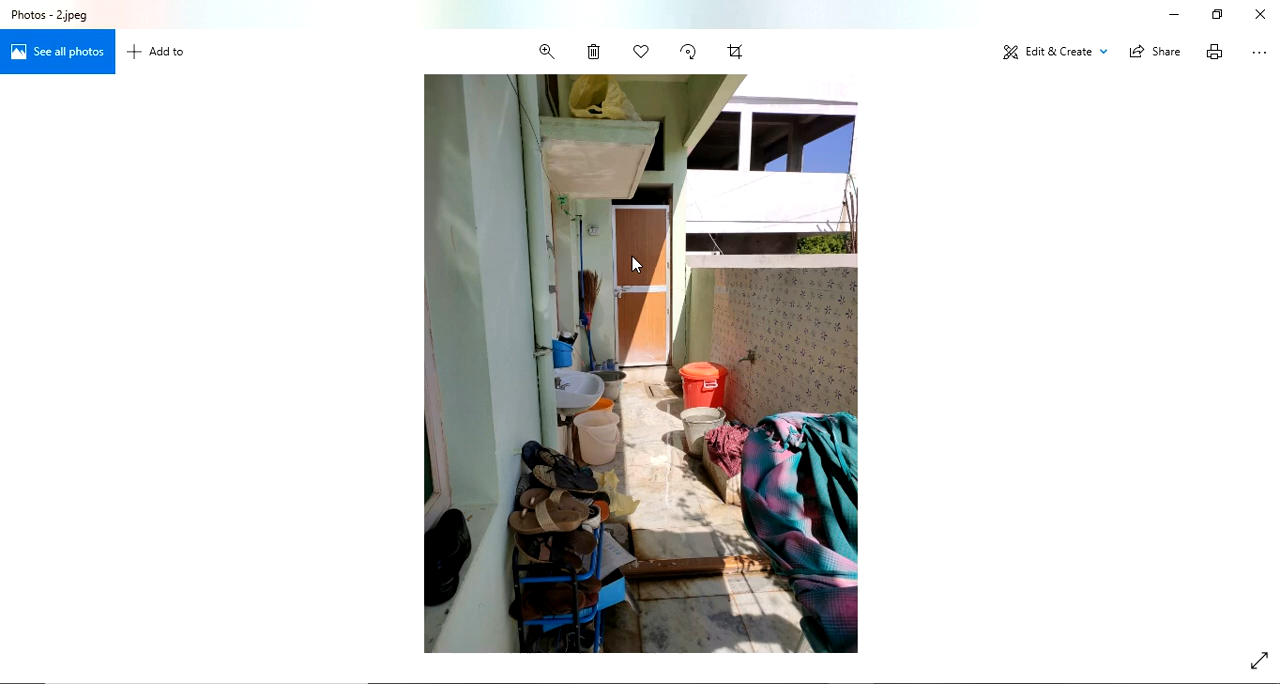 Photos - 2.jpeg
See all photos
Add to
Edit & Create
Share